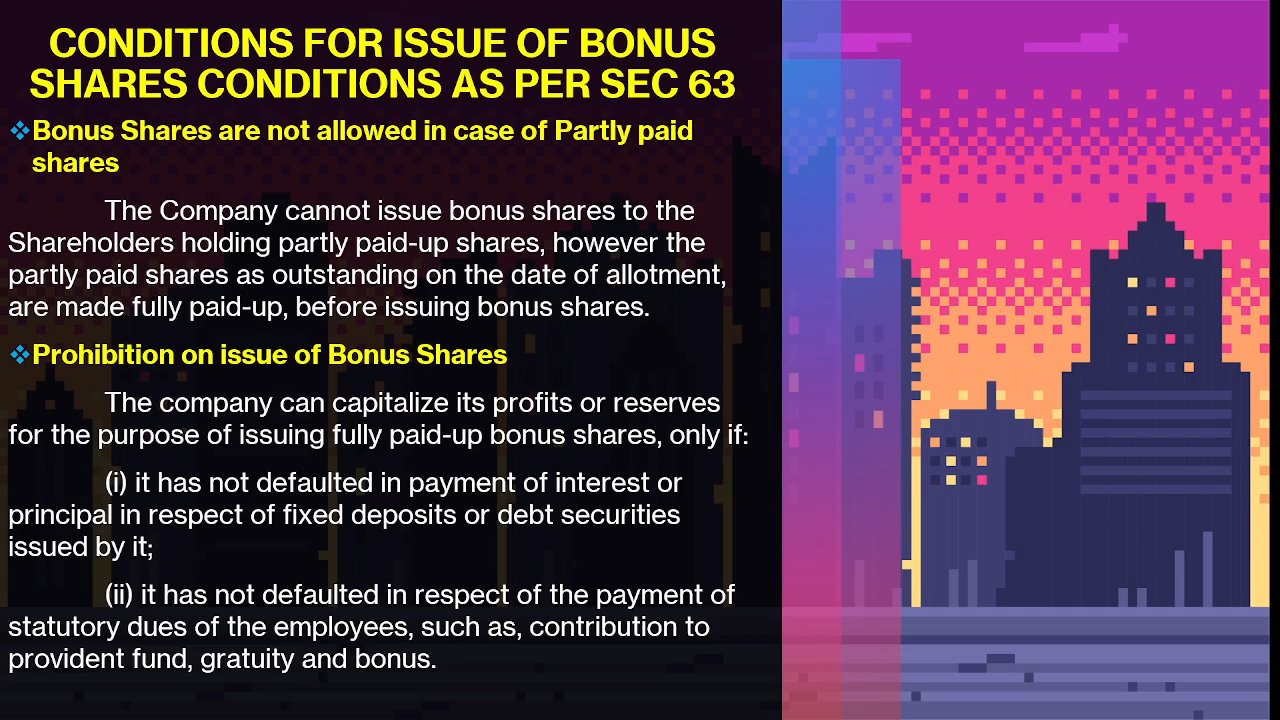 CONDITIONS FOR ISSUE OF BONUS
SHARES CONDITIONS AS PER SEC 63
❖Bonus Shares are not allowed in case of Partly paid
shares
The Company cannot issue bonus shares to the
Shareholders holding partly paid-up shares, however the
partly paid shares as outstanding on the date of allotment,
are made fully paid-up, before issuing bonus shares.
❖Prohibition on issue of Bonus Shares
The company can capitalize its profits or reserves
for the purpose of issuing fully paid-up bonus shares, only if:
(i) it has not defaulted in payment of interest or
principal in respect of fixed deposits or debt securities
issued by it;
(ii) it has not defaulted in respect of the payment of
statutory dues of the employees, such as, contribution to
provident fund, gratuity and bonus.